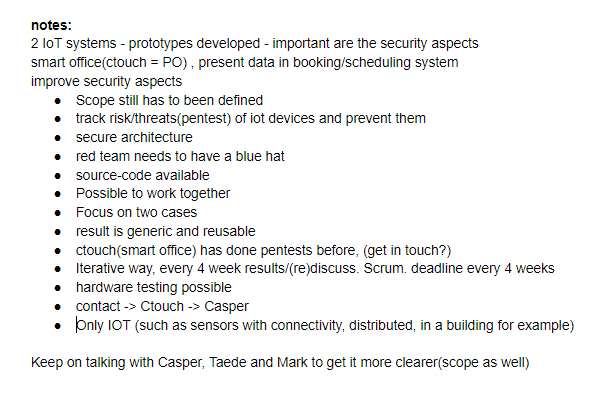 notes:
2 IoT systems - prototypes developed - important are the security aspects
smart office(ctouch = PO) , present data in booking/scheduling system
improve security aspects
● Scope still has to been defined
● track risk/threats(pentest) of iot devices and prevent them
● secure architecture
● red team needs to have a blue hat
● source-code available
● Possible to work together
● Focus on two cases
● result is generic and reusable
● ctouch(smart office) has done pentests before, (get in touch?)
● Iterative way, every 4 week results/(re)discuss. Scrum. deadline every 4 weeks
● hardware testing possible
● contact -> Ctouch -> Casper
● Only IOT (such as sensors with connectivity, distributed, in a building for example)
Keep on talking with Casper, Taede and Mark to get it more clearer(scope as well)